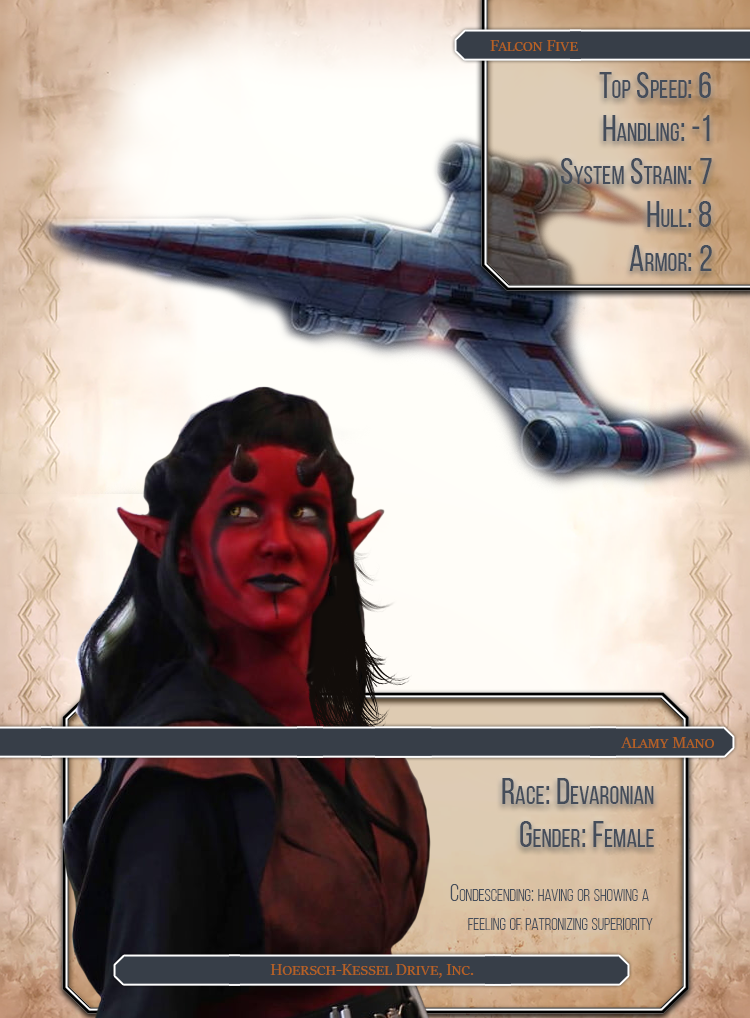 Falcon Five
Top Speed: 6
Handling: -1
System Strain: 7
Hull: 8
Armor: 2
Alamy Mano
Race: Devaronian
Gender: Female
Condescending: having or showing a
feeling of patronizing superiority
Hoersch-Kessel Drive, Inc.